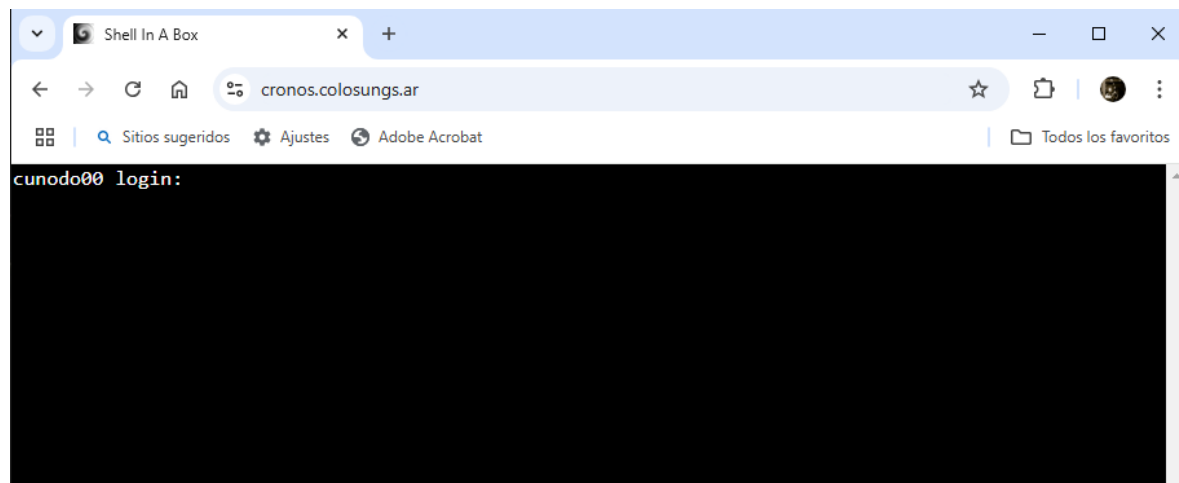 Shell In A Box
cronos.colosungs.ar
Sitios sugeridos Ajustes Adobe Acrobat Todos los favoritos
cunodo00 login: